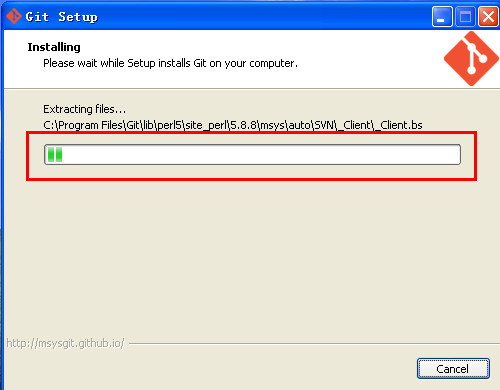 Git Setup
Installing
Please wait while Setup installs Git on your computer.
Extracting files...
C:\Program Files\Git\lib\perl5\site_perl\5.8.8\msys\auto\SVN\_Client\_Client.bs
http://msysgit.github.io/
Cancel